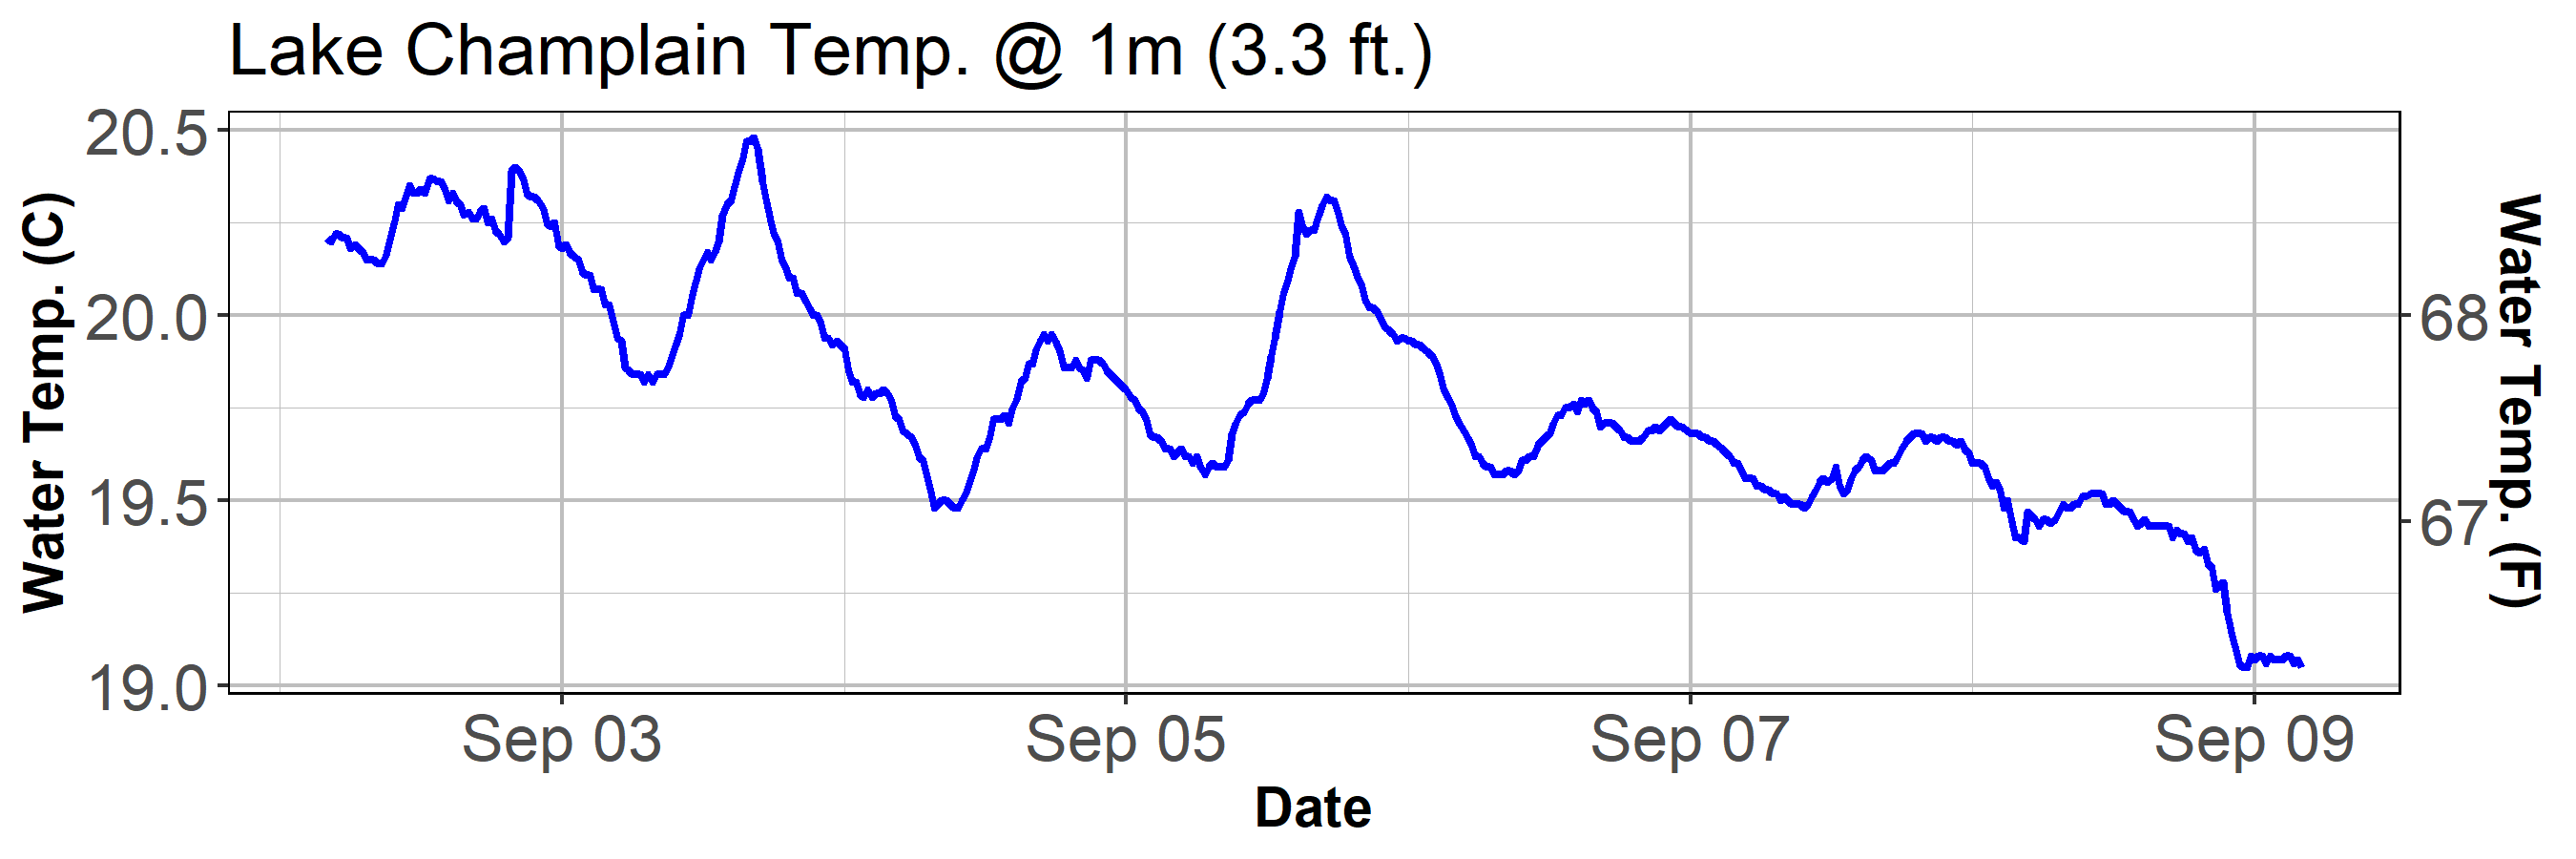 Lake Champlain Temp. @ 1m (3.3 ft.)
Water Temp. (C)
20.5
20.0
19.5
19.0
68
67
Water Temp. (F)
Sep 03
Sep 05
Sep 07
Sep 09
Date